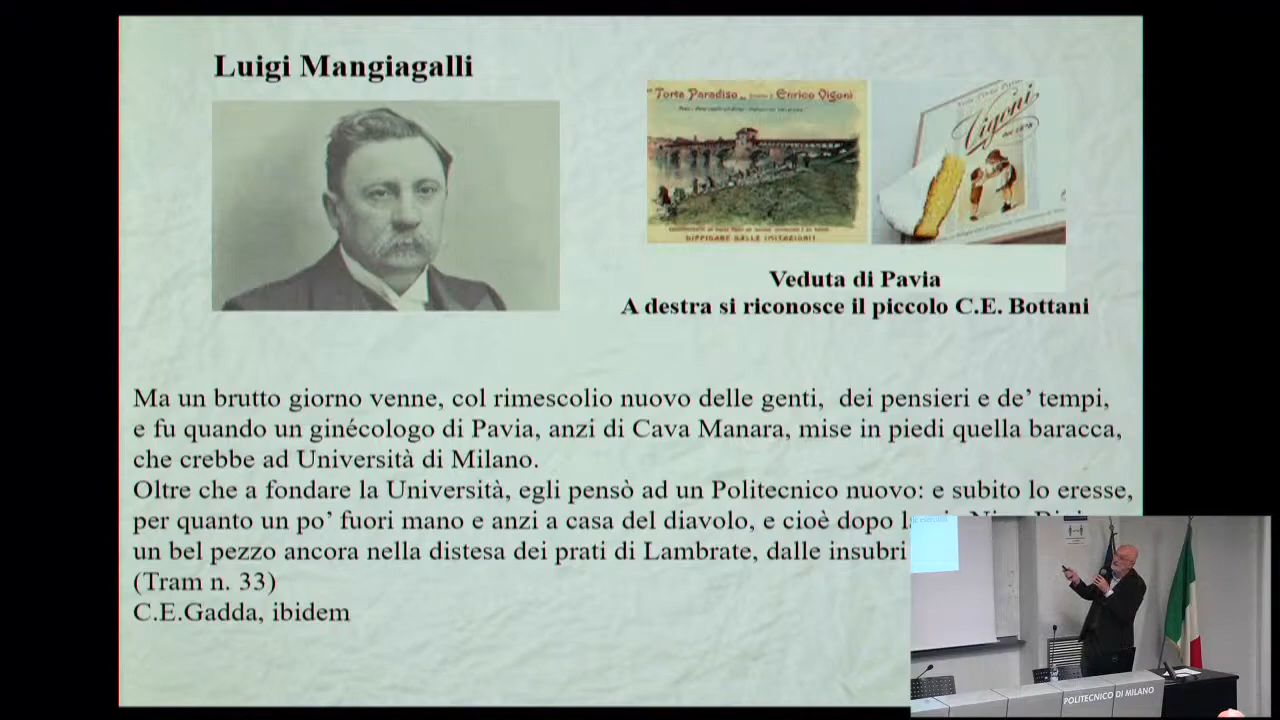 Luigi Mangiagalli
Torta Paradiso Enrico Vigoni
DIFFIDARE DALLE IMITAZIONI
Vigoni
dal 1878
Veduta di Pavia
A destra si riconosce il piccolo C.E. Bottani
Ma un brutto giorno venne, col rimescolio nuovo delle genti, dei pensieri e de’ tempi,
e fu quando un ginécologo di Pavia, anzi di Cava Manara, mise in piedi quella baracca,
che crebbe ad Università di Milano.
Oltre che a fondare la Università, egli pensò ad un Politecnico nuovo: e subito lo eresse,
per quanto un po’ fuori mano e anzi a casa del diavolo, e cioè dopo
un bel pezzo ancora nella distesa dei prati di Lambrate, dalle insubri
(Tram n. 33)
C.E.Gadda, ibidem
POLITECNICO DI MILANO